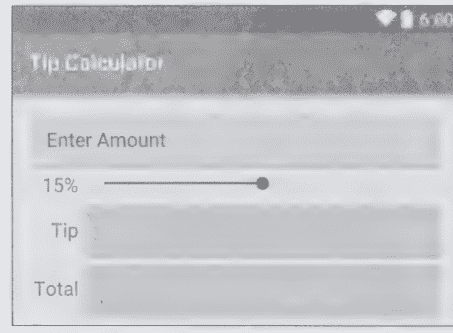 6:00
Tip Calculator
Enter Amount
15%
Tip
Total